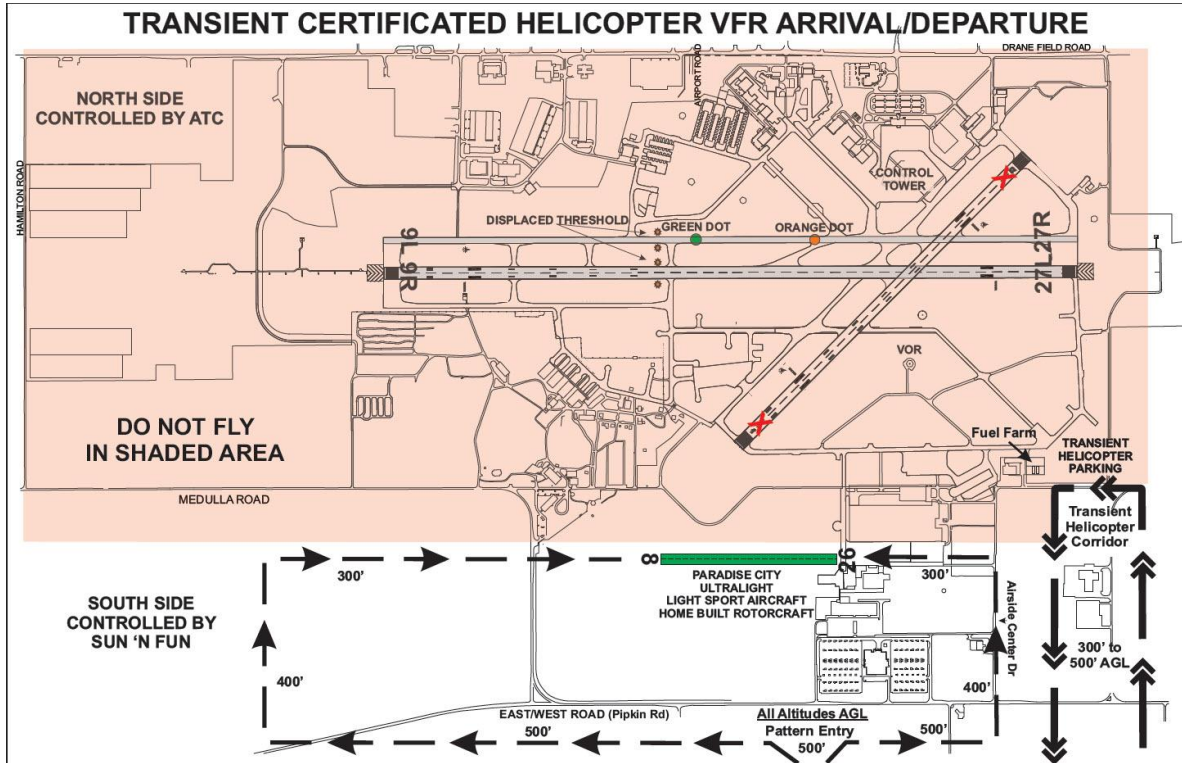 TRANSIENT CERTIFICATED HELICOPTER VFR ARRIVAL/DEPARTURE
DRANE FIELD ROAD
AIRPORT ROAD
NORTH SIDE
CONTROLLED BY ATC
HAMILTON ROAD
CONTROL
TOWER
DISPLACED THRESHOLD
GREEN DOT
ORANGE DOT
9L
27R
9R
27L
VOR
DO NOT FLY
IN SHADED AREA
Fuel Farm
TRANSIENT
HELICOPTER
PARKING
MEDULLA ROAD
Transient
Helicopter
Corridor
8
26
300'
300'
PARADISE CITY
ULTRALIGHT
LIGHT SPORT AIRCRAFT
HOME BUILT ROTORCRAFT
SOUTH SIDE
CONTROLLED BY
SUN 'N FUN
Airside Center Dr
300' to
500' AGL
400'
400'
EAST/WEST ROAD (Pipkin Rd)
500'
All Altitudes AGL
Pattern Entry
500'
500'